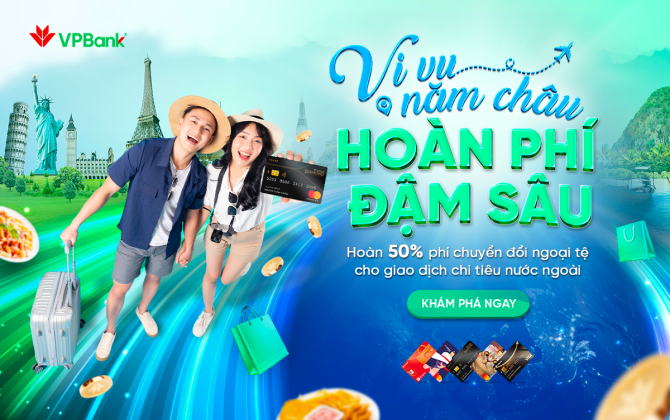 VPBank
Vi vu
năm châu
HOÀN PHÍ
ĐẬM SÂU
Hoàn 50% phí chuyển đổi ngoại tệ
cho giao dịch chi tiêu nước ngoài
KHÁM PHÁ NGAY